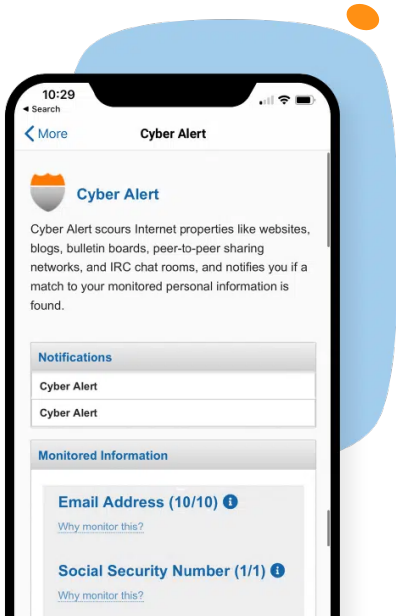 10:29
Search
More
Cyber Alert
Cyber Alert
Cyber Alert scours Internet properties like websites,
blogs, bulletin boards, peer-to-peer sharing
networks, and IRC chat rooms, and notifies you if a
match to your monitored personal information is
found.
Notifications
Cyber Alert
Cyber Alert
Monitored Information
Email Address (10/10)
Why monitor this?
Social Security Number (1/1)
Why monitor this?